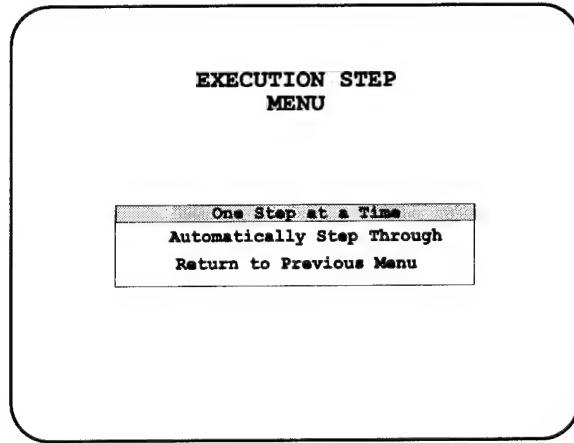 EXECUTION STEP
MENU
One Step at a Time
Automatically Step Through
Return to Previous Menu